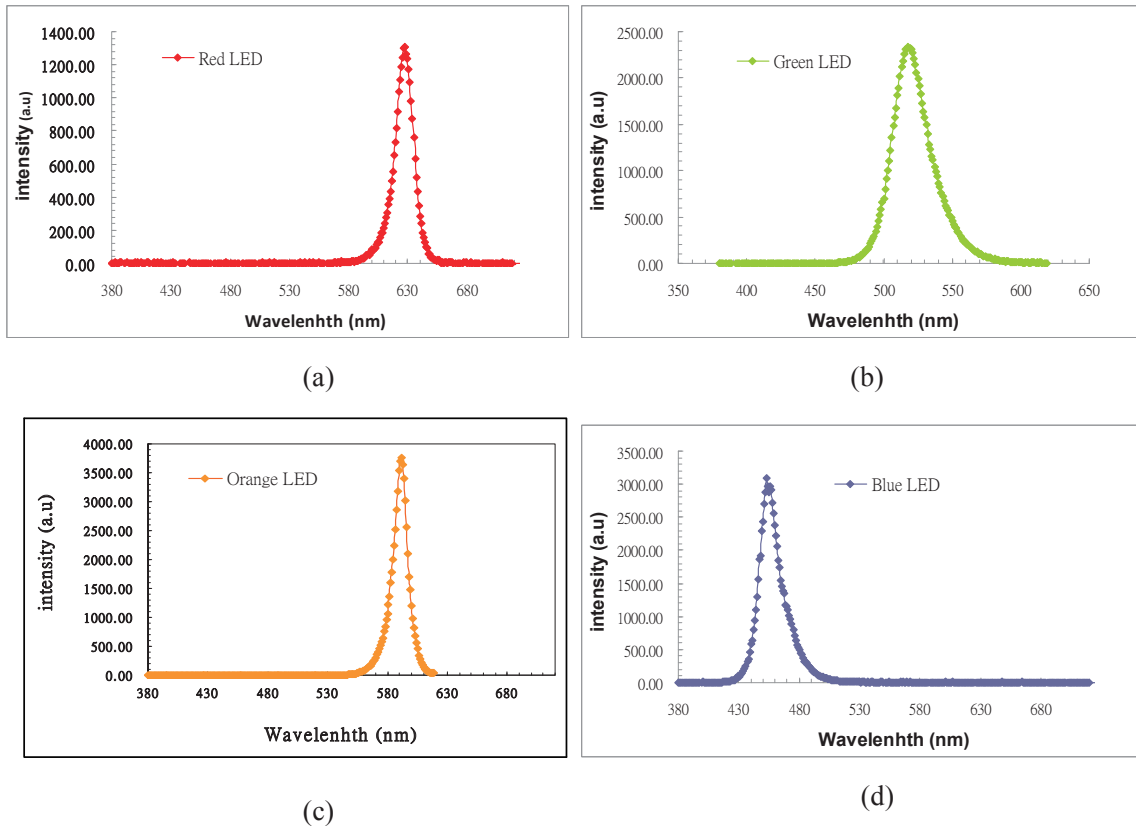 1400.00
1200.00
1000.00
800.00
600.00
400.00
200.00
0.00
intensity (a.u)
Red LED
380 430 480 530 580 630 680
Wavelenhth (nm)
(a)
2500.00
2000.00
1500.00
1000.00
500.00
0.00
intensity (a.u)
Green LED
350 400 450 500 550 600 650
Wavelenhth (nm)
(b)
4000.00
3500.00
3000.00
2500.00
2000.00
1500.00
1000.00
500.00
0.00
intensity (a.u)
Orange LED
380 430 480 530 580 630 680
Wavelenhth (nm)
(c)
3500.00
3000.00
2500.00
2000.00
1500.00
1000.00
500.00
0.00
intensity (a.u)
Blue LED
380 430 480 530 580 630 680
Wavelenhth (nm)
(d)